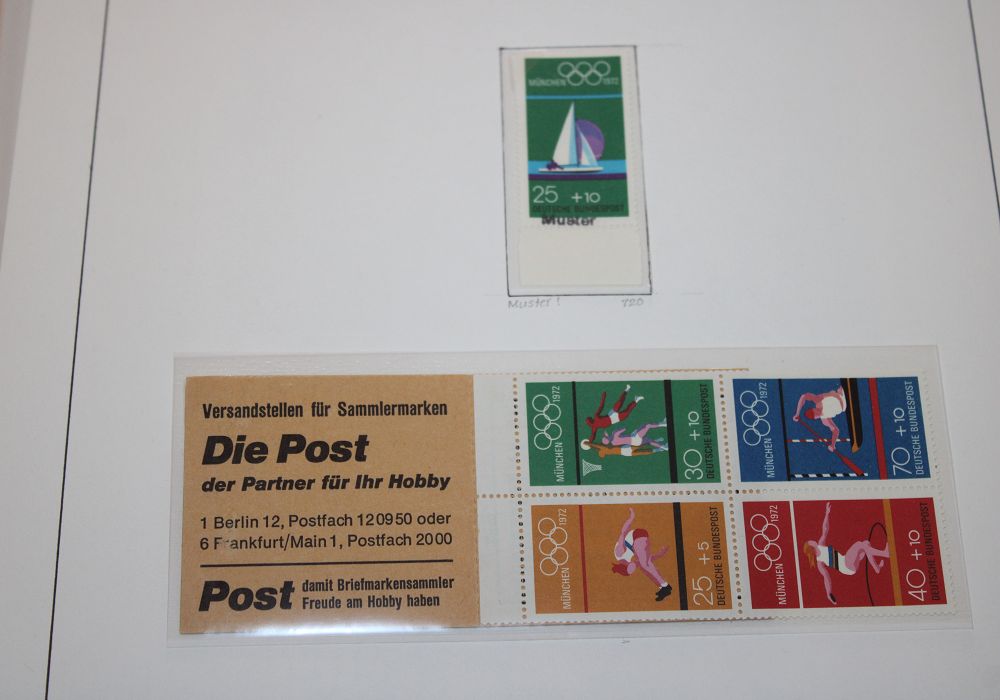 MÜNCHEN 1972
25 +10
DEUTSCHE BUNDESPOST
Muster
Muster! 720
Versandstellen für Sammlermarken
Die Post
der Partner für Ihr Hobby
1 Berlin 12, Postfach 120950 oder
6 Frankfurt/Main 1, Postfach 2000
Post damit Briefmarkensammler
Freude am Hobby haben
MÜNCHEN 1972
30 +10
DEUTSCHE BUNDESPOST
MÜNCHEN 1972
70 +10
DEUTSCHE BUNDESPOST
MÜNCHEN 1972
25 +5
DEUTSCHE BUNDESPOST
MÜNCHEN 1972
40 +10
DEUTSCHE BUNDESPOST